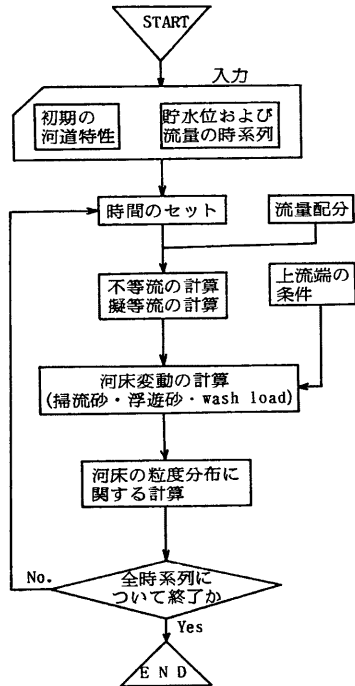 START
入力
初期の
河道特性
貯水位および
流量の時系列
時間のセット
流量配分
不等流の計算
擬等流の計算
上流端の
条件
河床変動の計算
(掃流砂・浮遊砂・wash load)
河床の粒度分布に
関する計算
No.
全時系列に
ついて終了か
Yes
E N D